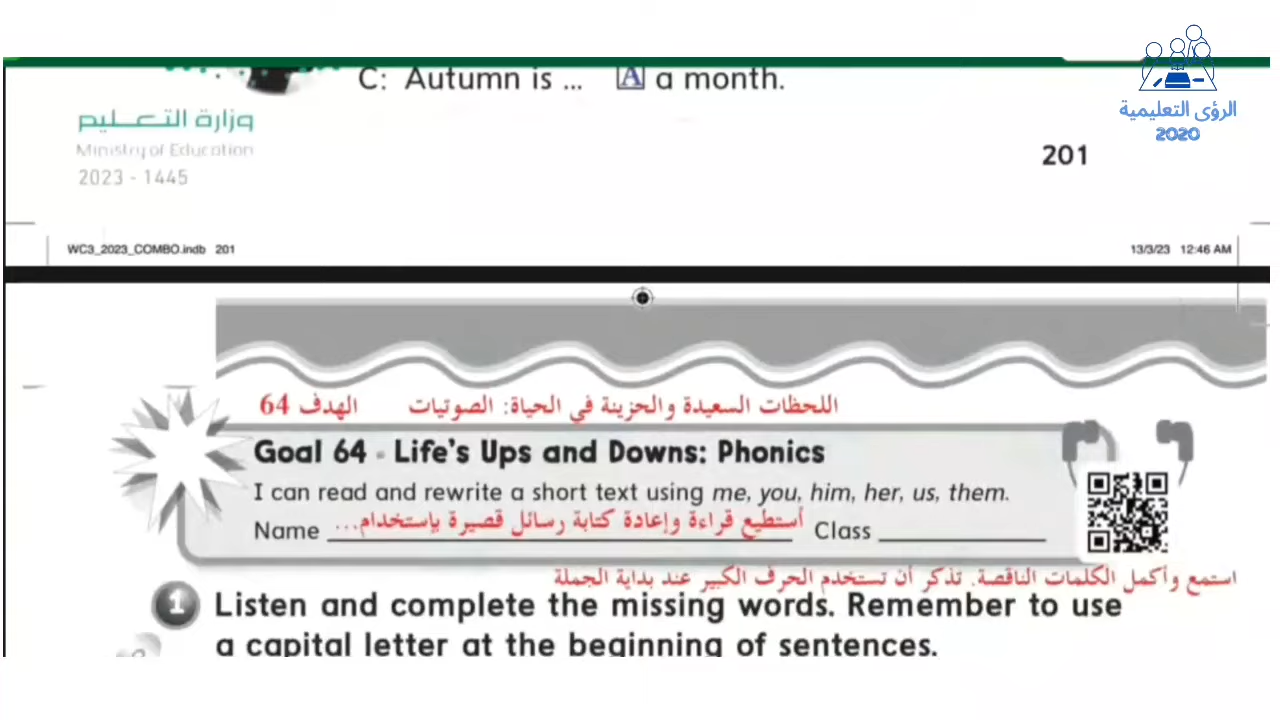 C: Autumn is ... A a month.
وزارة التعليم
Ministry of Education
2023 - 1445
الرؤى التعليمية
2020
201
WC3_2023_COMBO.indb 201
13/3/23 12:46 AM
اللحظات السعيدة والحزينة في الحياة: الصوتيات الهدف 64
Goal 64 - Life's Ups and Downs: Phonics
I can read and rewrite a short text using me, you, him, her, us, them.
أستطيع قراءة وإعادة كتابة رسائل قصيرة بإستخدام...
Name Class
استمع وأكمل الكلمات الناقصة. تذكر أن تستخدم الحرف الكبير عند بداية الجملة
1 Listen and complete the missing words. Remember to use
a capital letter at the beginning of sentences.